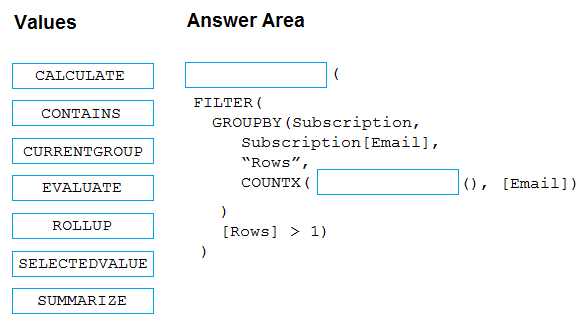 Values
CALCULATE
CONTAINS
CURRENTGROUP
EVALUATE
ROLLUP
SELECTEDVALUE
SUMMARIZE
Answer Area
(
FILTER(
GROUPBY(Subscription,
Subscription[Email],
“Rows”,
COUNTX( (), [Email])
)
[Rows] > 1)
)